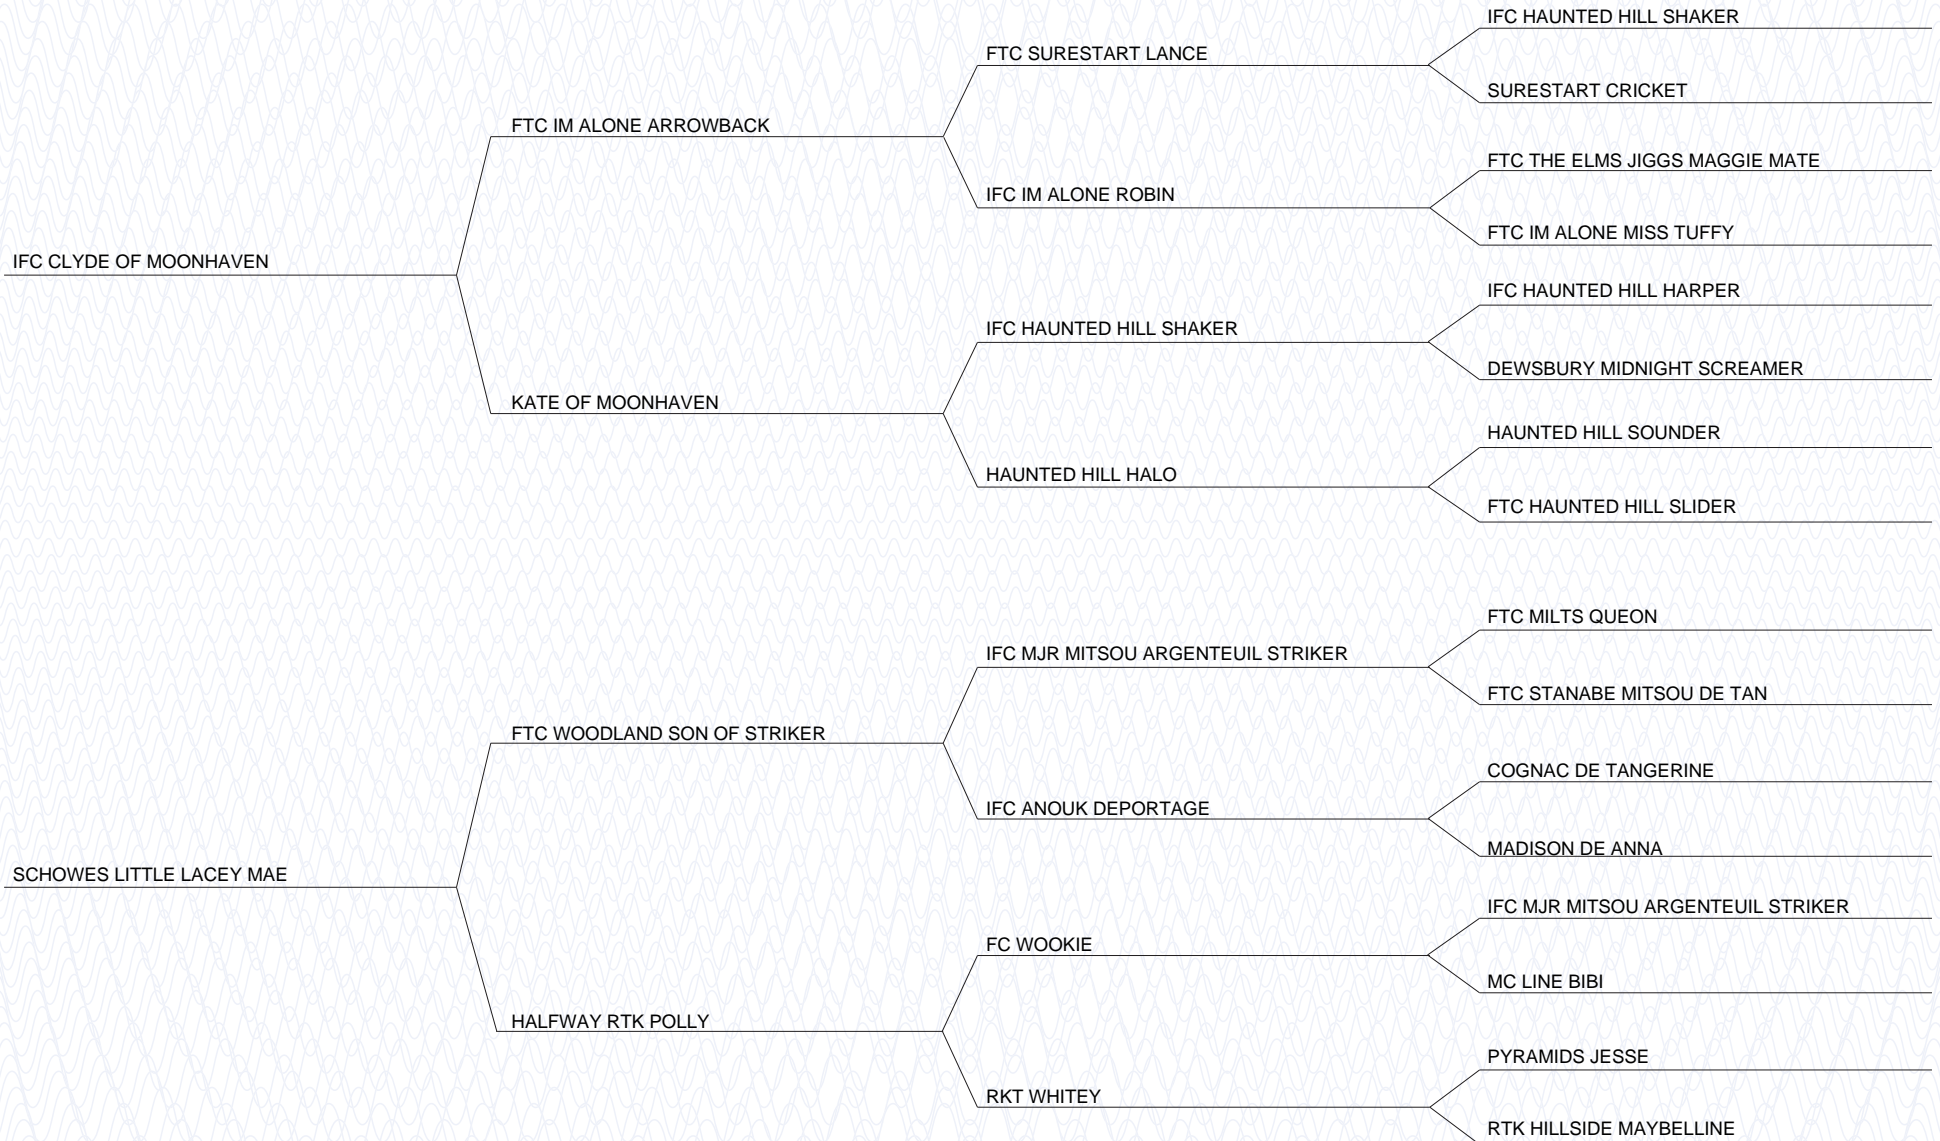 IFC HAUNTED HILL SHAKER
FTC SURESTART LANCE
SURESTART CRICKET
FTC IM ALONE ARROWBACK
FTC THE ELMS JIGGS MAGGIE MATE
IFC IM ALONE ROBIN
FTC IM ALONE MISS TUFFY
IFC CLYDE OF MOONHAVEN
IFC HAUNTED HILL HARPER
IFC HAUNTED HILL SHAKER
DEWSBURY MIDNIGHT SCREAMER
KATE OF MOONHAVEN
HAUNTED HILL SOUNDER
HAUNTED HILL HALO
FTC HAUNTED HILL SLIDER
FTC MILTS QUEON
IFC MJR MITSOU ARGENTEUIL STRIKER
FTC STANABE MITSOU DE TAN
FTC WOODLAND SON OF STRIKER
COGNAC DE TANGERINE
IFC ANOUK DEPORTAGE
MADISON DE ANNA
SCHOWES LITTLE LACEY MAE
IFC MJR MITSOU ARGENTEUIL STRIKER
FC WOOKIE
MC LINE BIBI
HALFWAY RTK POLLY
PYRAMIDS JESSE
RKT WHITEY
RTK HILLSIDE MAYBELLINE